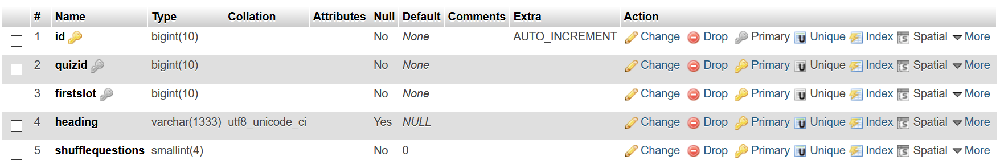 # Name Type Collation Attributes Null Default Comments Extra Action
1 id bigint(10) No None AUTO_INCREMENT Change Drop Primary Unique Index Spatial More
2 quizid bigint(10) No None Change Drop Primary Unique Index Spatial More
3 firstslot bigint(10) No None Change Drop Primary Unique Index Spatial More
4 heading varchar(1333) utf8_unicode_ci Yes NULL Change Drop Primary Unique Index Spatial More
5 shufflequestions smallint(4) No 0 Change Drop Primary Unique Index Spatial More